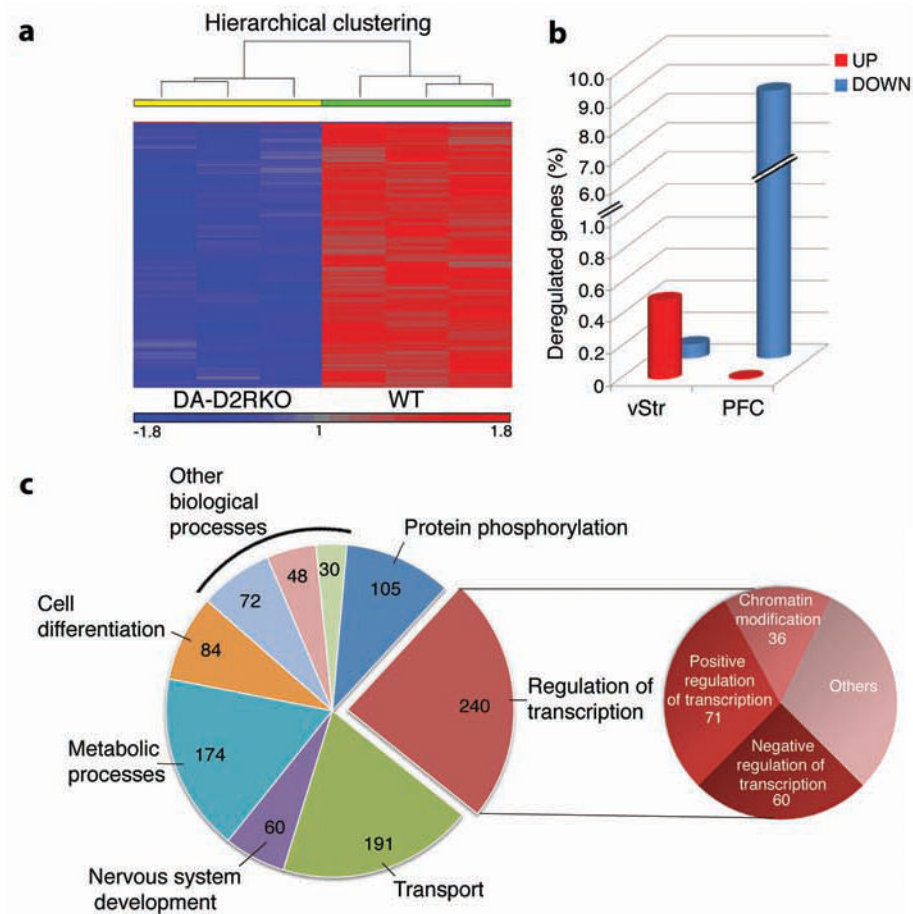 a
Hierarchical clustering
DA-D2RKO
WT
-1.8
1
1.8
b
UP
DOWN
Deregulated genes (%)
10.0
9.0
8.0
7.0
6.0
1.0
0.8
0.6
0.4
0.2
0
vStr
PFC
c
Other
biological
processes
Protein phosphorylation
Cell
differentiation
Metabolic
processes
Nervous system
development
Transport
Regulation of
transcription
72
48
30
105
84
240
174
60
191
Chromatin
modification
36
Positive
regulation
of transcription
71
Others
Negative
regulation of
transcription
60